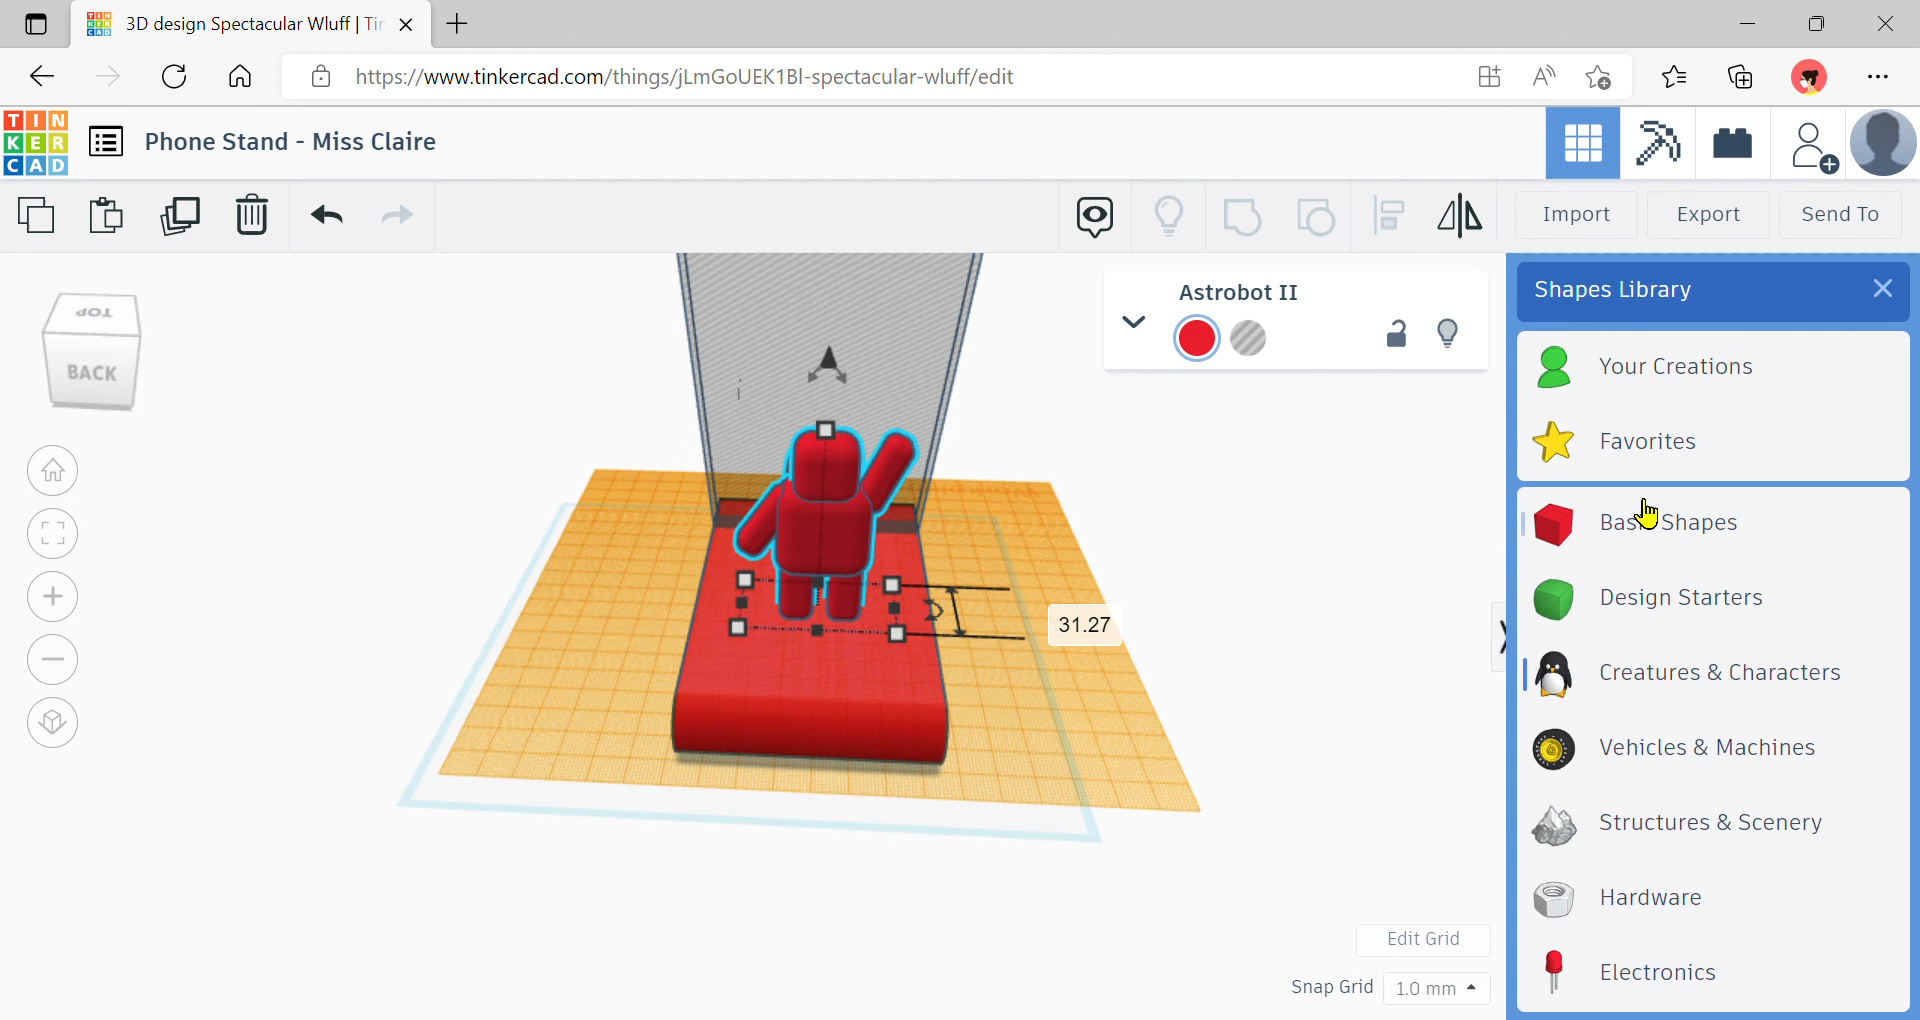 3D design Spectacular Wluff | Tin
https://www.tinkercad.com/things/jLmGoUEK1Bl-spectacular-wluff/edit
TIN
KER
CAD
Phone Stand - Miss Claire
Import
Export
Send To
TOP
BACK
Astrobot II
31.27
Shapes Library
Your Creations
Favorites
Basic Shapes
Design Starters
Creatures & Characters
Vehicles & Machines
Structures & Scenery
Hardware
Electronics
Edit Grid
Snap Grid 1.0 mm